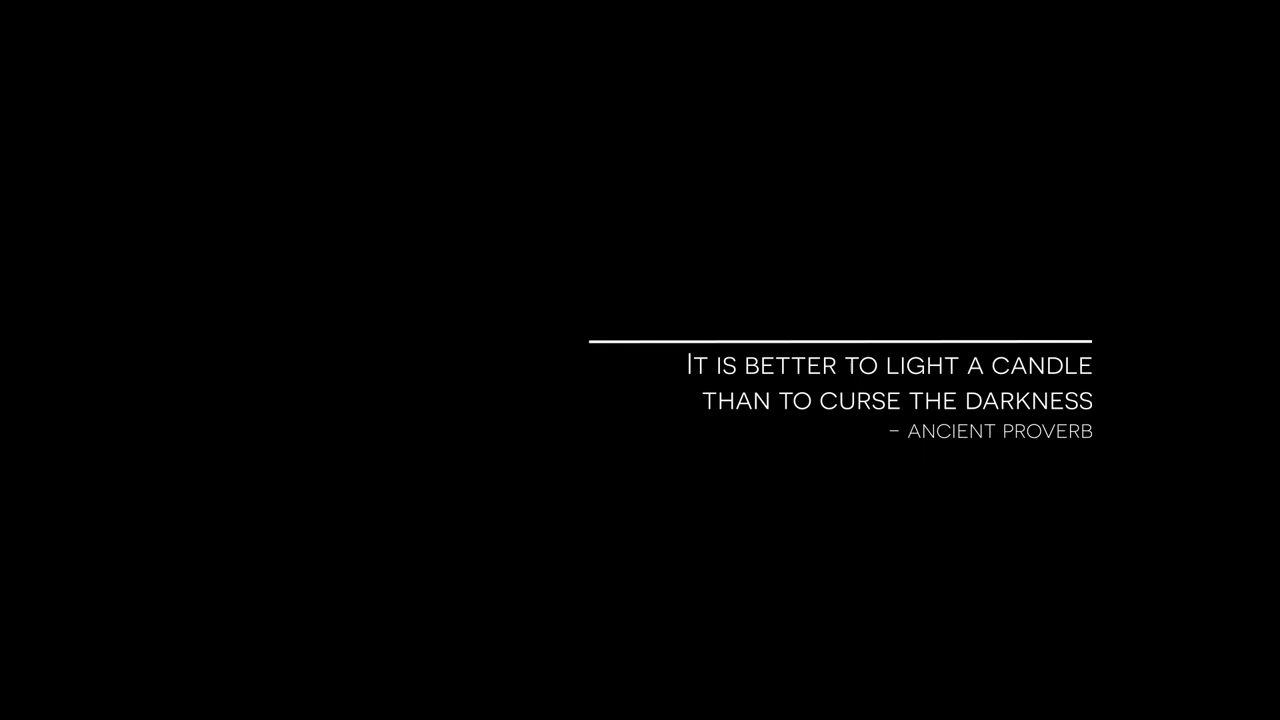 It is better to light a candle
than to curse the darkness
– ancient proverb